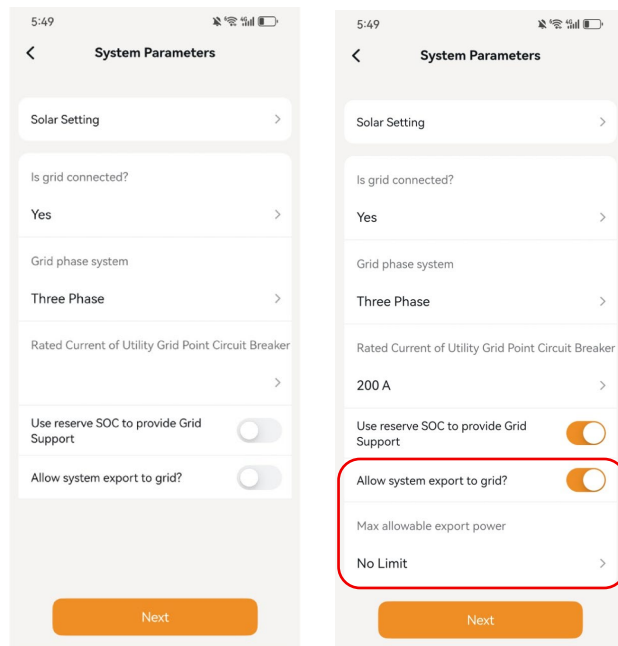 5:49
System Parameters
Solar Setting
Is grid connected?
Yes
Grid phase system
Three Phase
Rated Current of Utility Grid Point Circuit Breaker
Use reserve SOC to provide Grid
Support
Allow system export to grid?
Next
5:49
System Parameters
Solar Setting
Is grid connected?
Yes
Grid phase system
Three Phase
Rated Current of Utility Grid Point Circuit Breaker
200 A
Use reserve SOC to provide Grid
Support
Allow system export to grid?
Max allowable export power
No Limit
Next